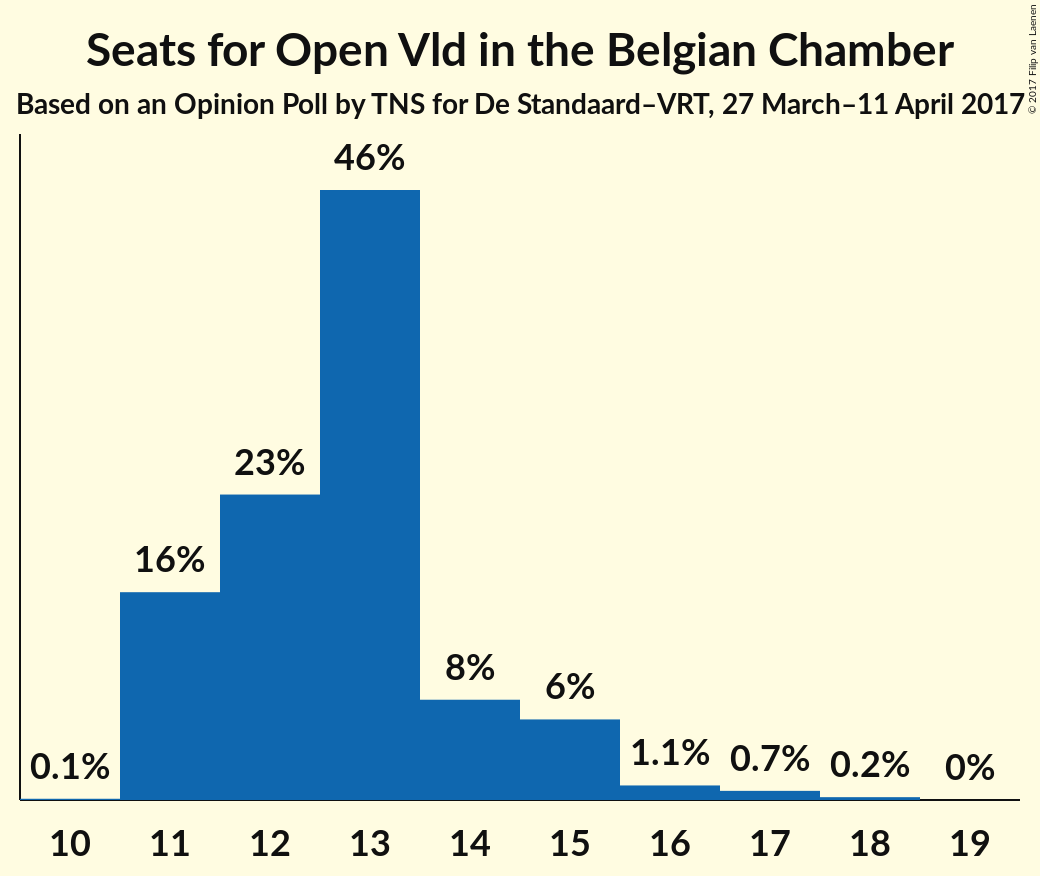 Seats for Open Vld in the Belgian Chamber
Based on an Opinion Poll by TNS for De Standaard–VRT, 27 March–11 April 2017
© 2017 Filip van Laenen
46%
23%
16%
8%
6%
1.1%
0.7%
0.2%
0.1%
0%
10 11 12 13 14 15 16 17 18 19